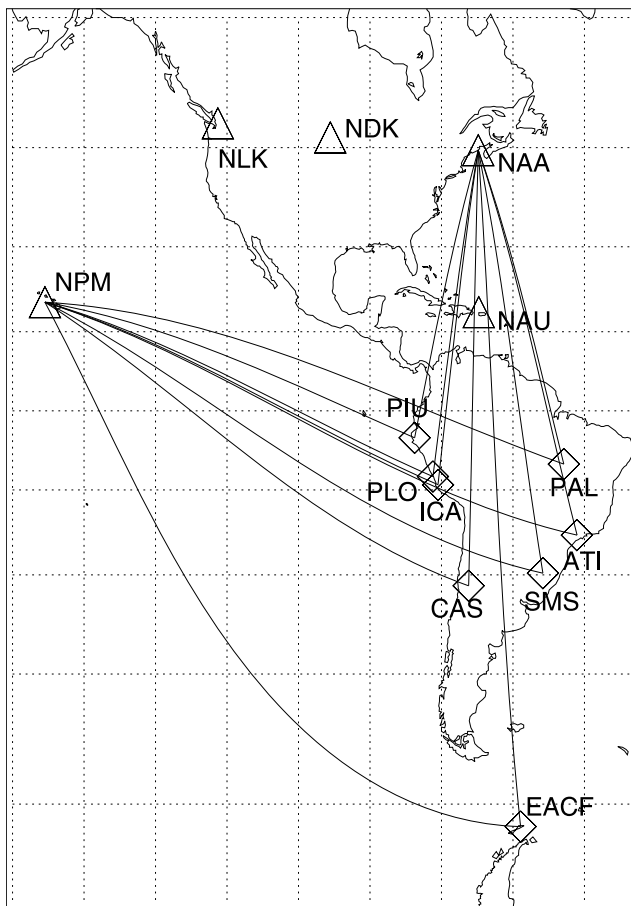 NDK
NLK
NAA
NPM
NAU
PIU
PLO
PAL
ICA
ATI
CAS
SMS
EACF